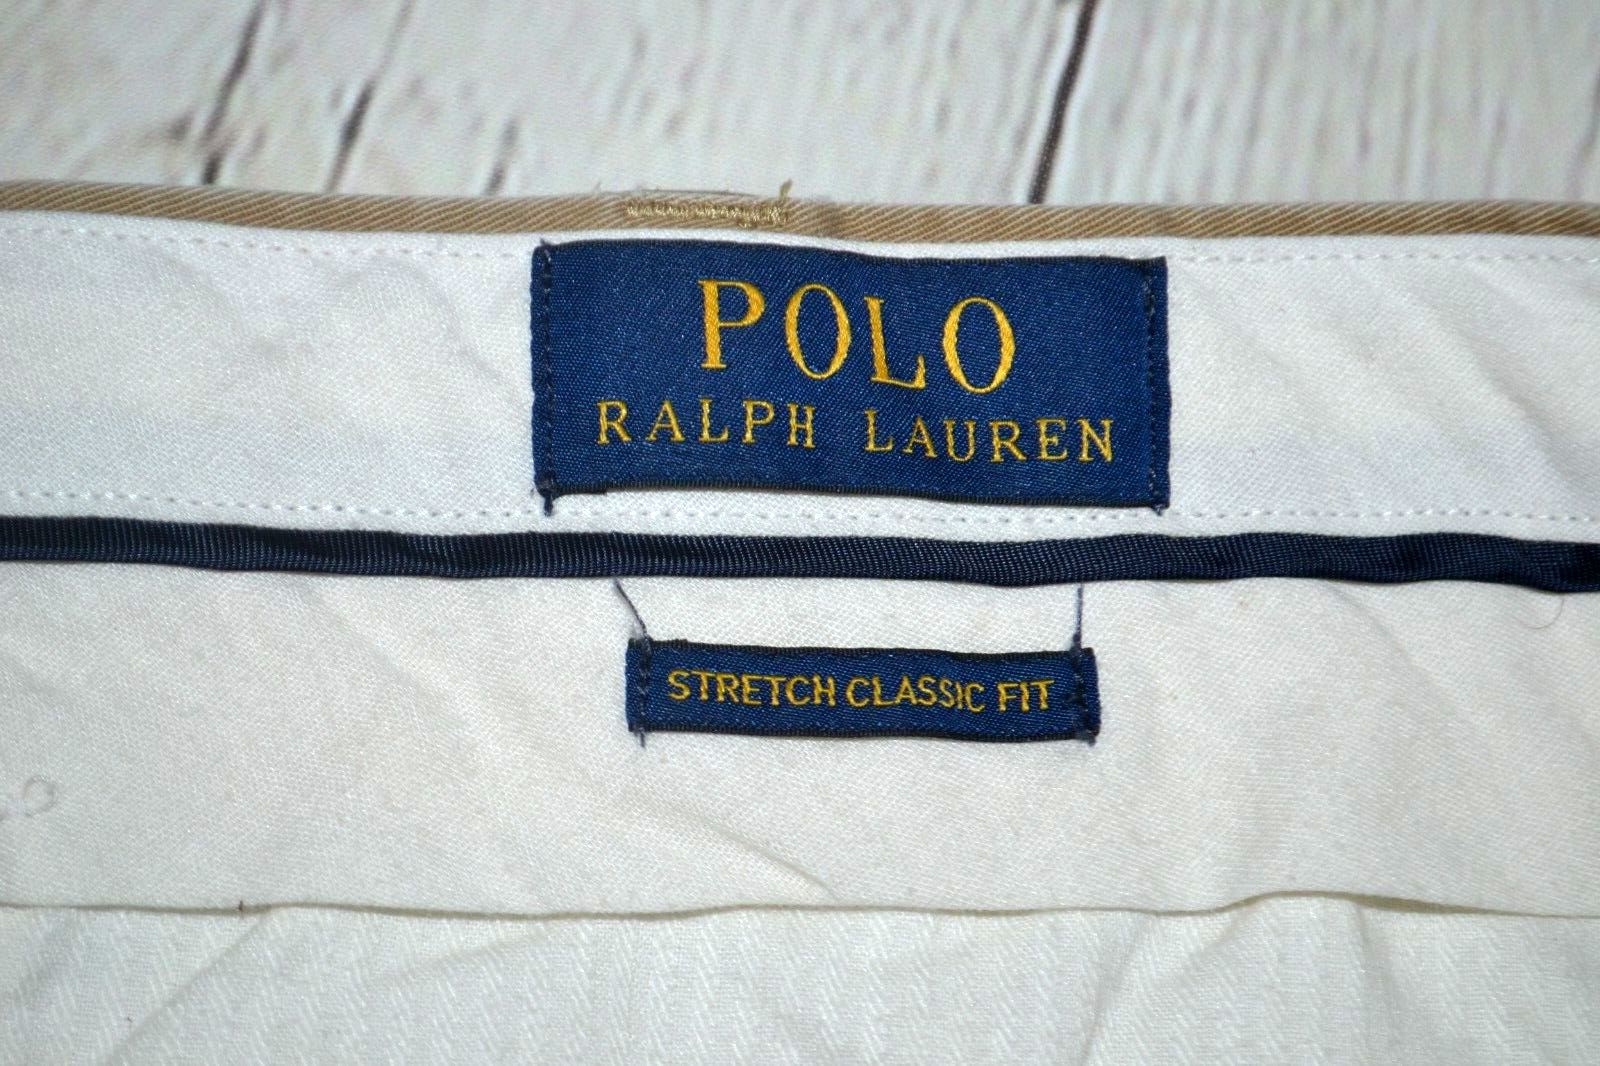 POLO
RALPH LAUREN
STRETCH CLASSIC FIT